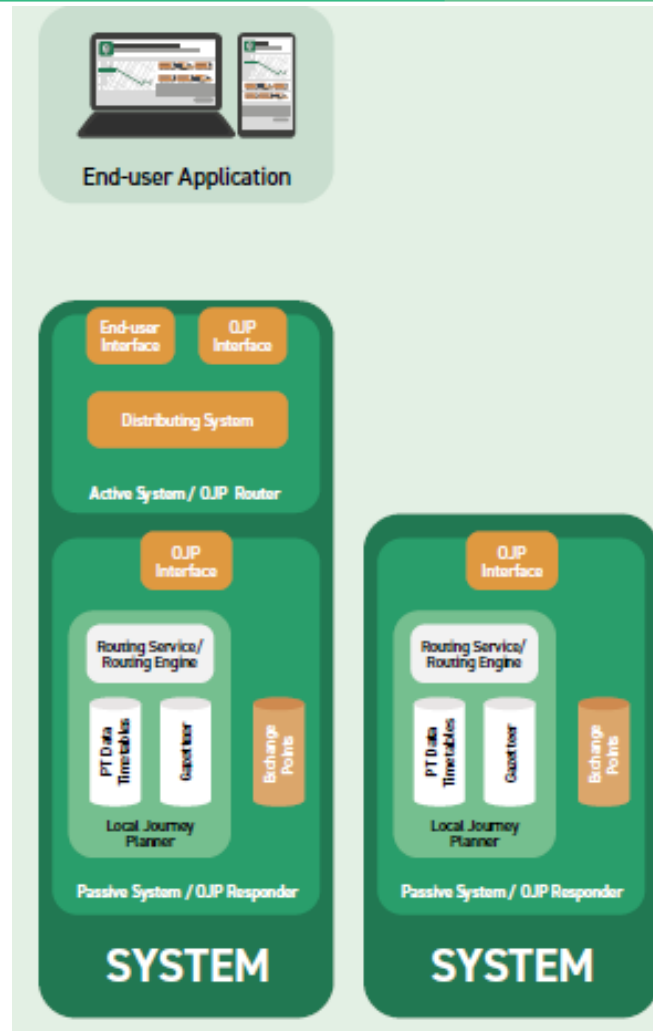 End-user Application
End-user
Interface
OJP
Interface
Distributing System
Active System / OJP Router
OJP
Interface
Routing Service/
Routing Engine
PT Data
Timetables
Gazetteer
Exchange
Points
Local Journey
Planner
Passive System / OJP Responder
SYSTEM
OJP
Interface
Routing Service/
Routing Engine
PT Data
Timetables
Gazetteer
Exchange
Points
Local Journey
Planner
Passive System / OJP Responder
SYSTEM